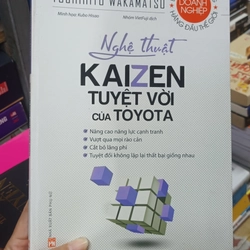 YOSHIHITO WAKAMATSU
DOANH
NGHIỆP
HÀNG ĐẦU THẾ GIỚI
Nghệ thuật
KAIZEN
TUYỆT VỜI
CỦA TOYOTA
• Nâng cao năng lực cạnh tranh
• Vượt qua mọi rào cản
• Cắt bỏ lãng phí
• Tuyệt đối không lặp lại thất bại giống nhau